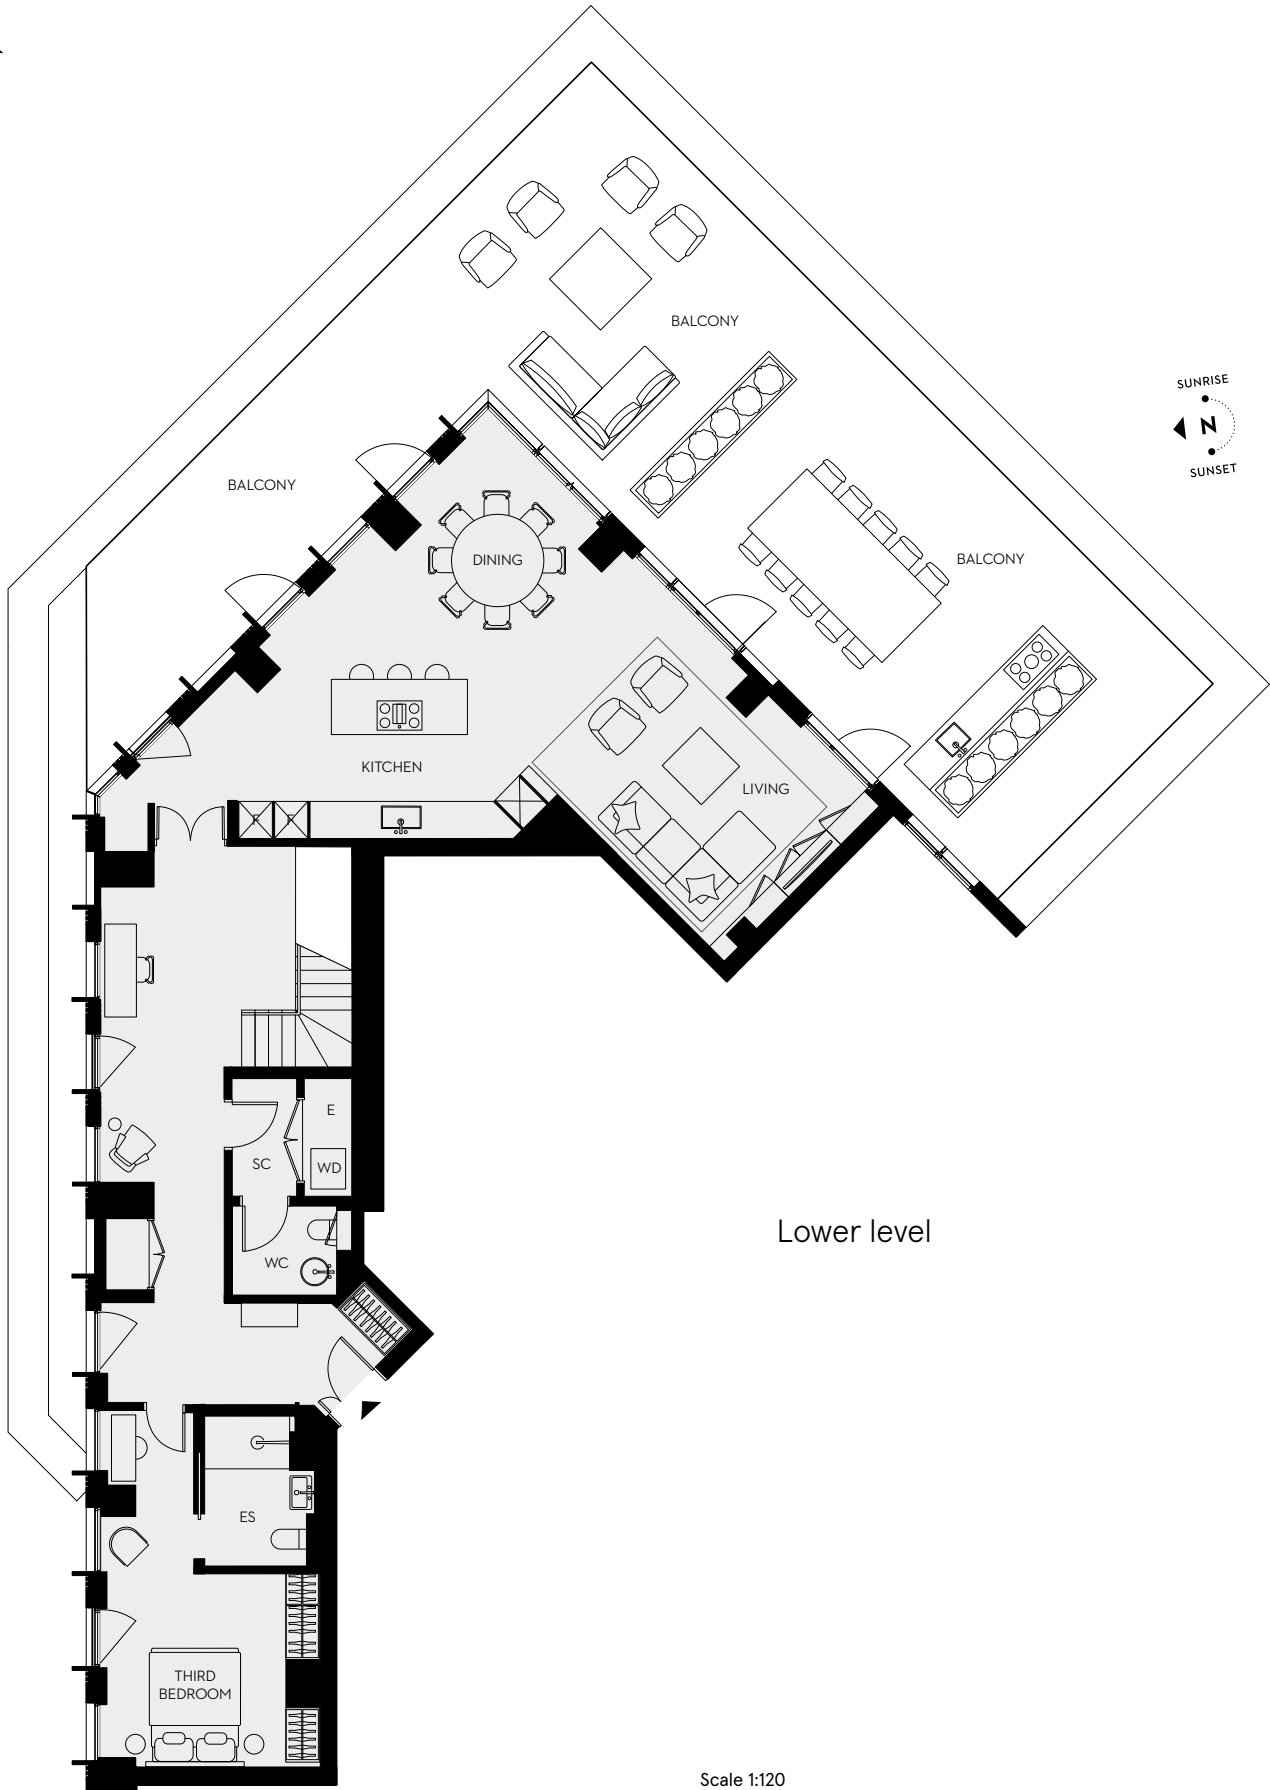 BALCONY
SUNRISE
N
SUNSET
BALCONY
BALCONY
DINING
KITCHEN
LIVING
F
F
E
SC
WD
WC
Lower level
ES
THIRD
BEDROOM
Scale 1:120